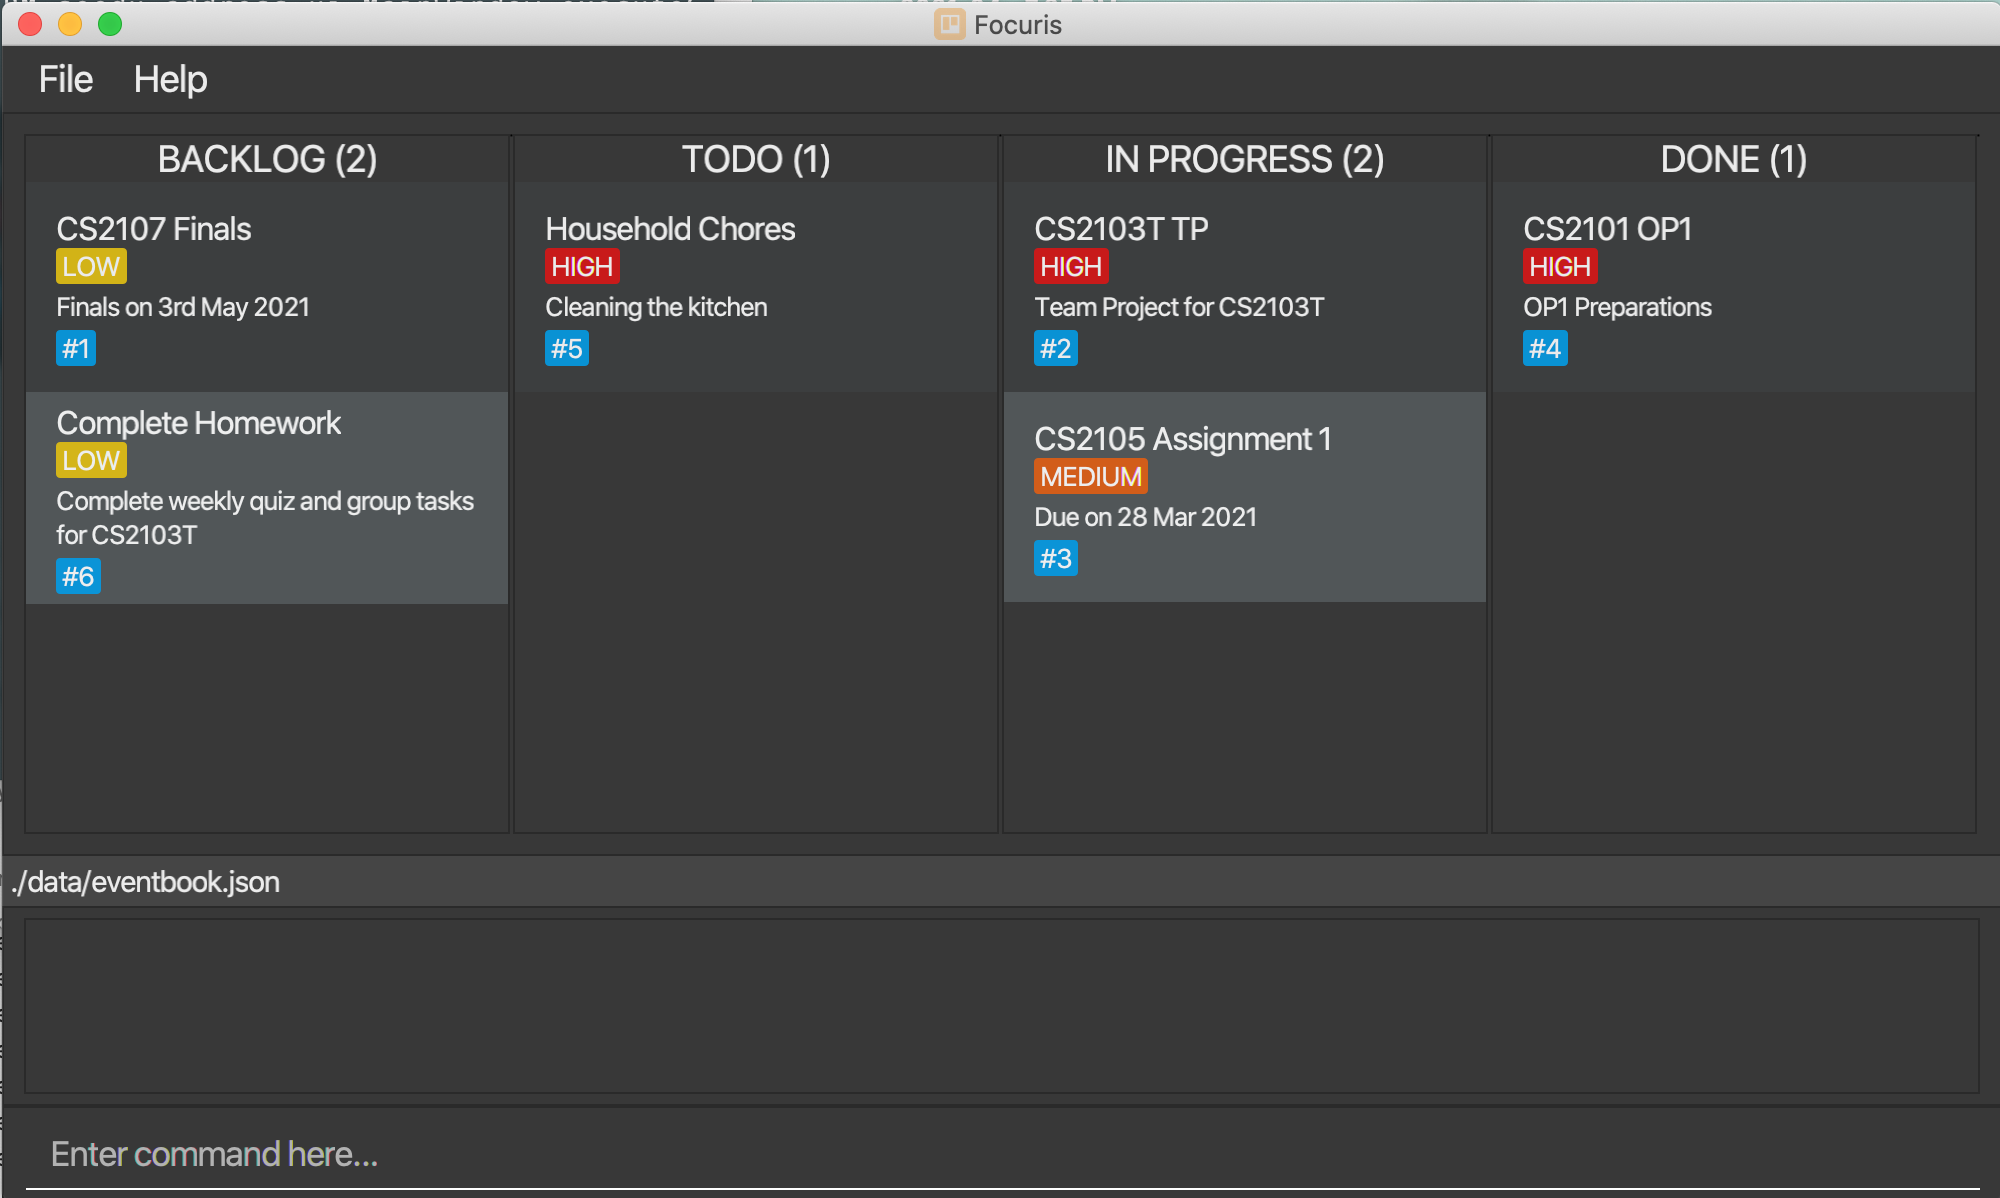 Focuris
File Help
BACKLOG (2)
CS2107 Finals
LOW
Finals on 3rd May 2021
#1
Complete Homework
LOW
Complete weekly quiz and group tasks
for CS2103T
#6
TODO (1)
Household Chores
HIGH
Cleaning the kitchen
#5
IN PROGRESS (2)
CS2103T TP
HIGH
Team Project for CS2103T
#2
CS2105 Assignment 1
MEDIUM
Due on 28 Mar 2021
#3
DONE (1)
CS2101 OP1
HIGH
OP1 Preparations
#4
./data/eventbook.json
Enter command here...